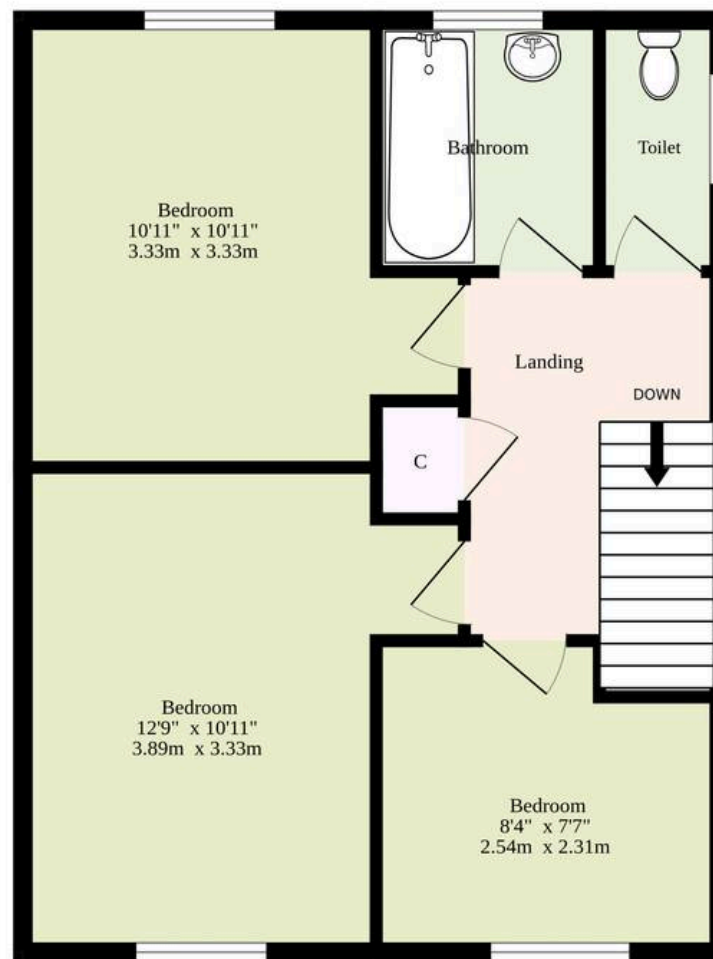 Bathroom
Toilet
Bedroom
10'11" x 10'11"
3.33m x 3.33m
Landing
DOWN
C
Bedroom
12'9" x 10'11"
3.89m x 3.33m
Bedroom
8'4" x 7'7"
2.54m x 2.31m